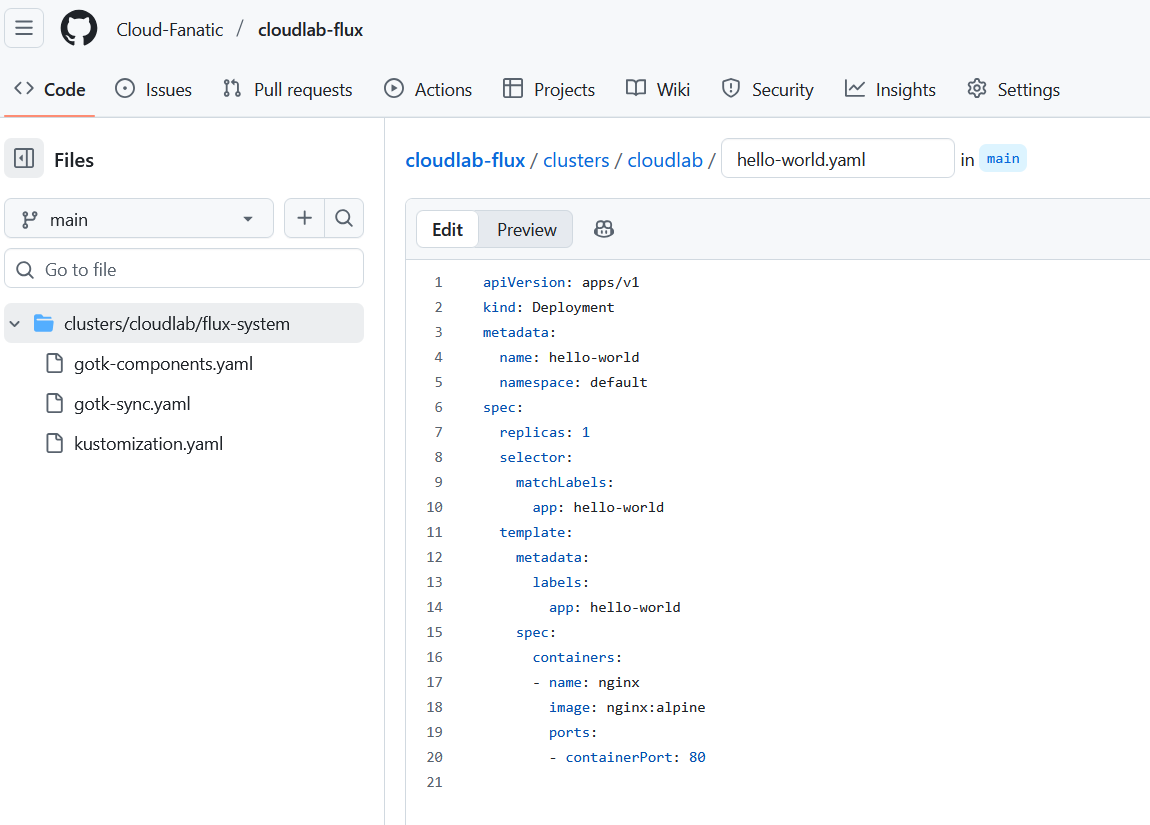 Cloud-Fanatic / cloudlab-flux
Code Issues Pull requests Actions Projects Wiki Security Insights Settings
Files
main
Go to file
clusters/cloudlab/flux-system
gotk-components.yaml
gotk-sync.yaml
kustomization.yaml
cloudlab-flux / clusters / cloudlab / hello-world.yaml in main
Edit Preview
1 apiVersion: apps/v1
2 kind: Deployment
3 metadata:
4   name: hello-world
5   namespace: default
6 spec:
7   replicas: 1
8   selector:
9     matchLabels:
10       app: hello-world
11   template:
12     metadata:
13       labels:
14         app: hello-world
15     spec:
16       containers:
17       - name: nginx
18         image: nginx:alpine
19         ports:
20         - containerPort: 80
21